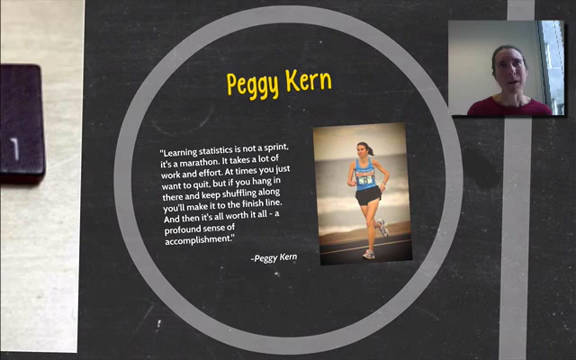 Peggy Kern
"Learning statistics is not a sprint,
it's a marathon. It takes a lot of
work and effort. At times you just
want to quit, but if you hang in
there and keep shuffling along
you'll make it to the finish line.
And then it's all worth it all - a
profound sense of
accomplishment."
-Peggy Kern
1